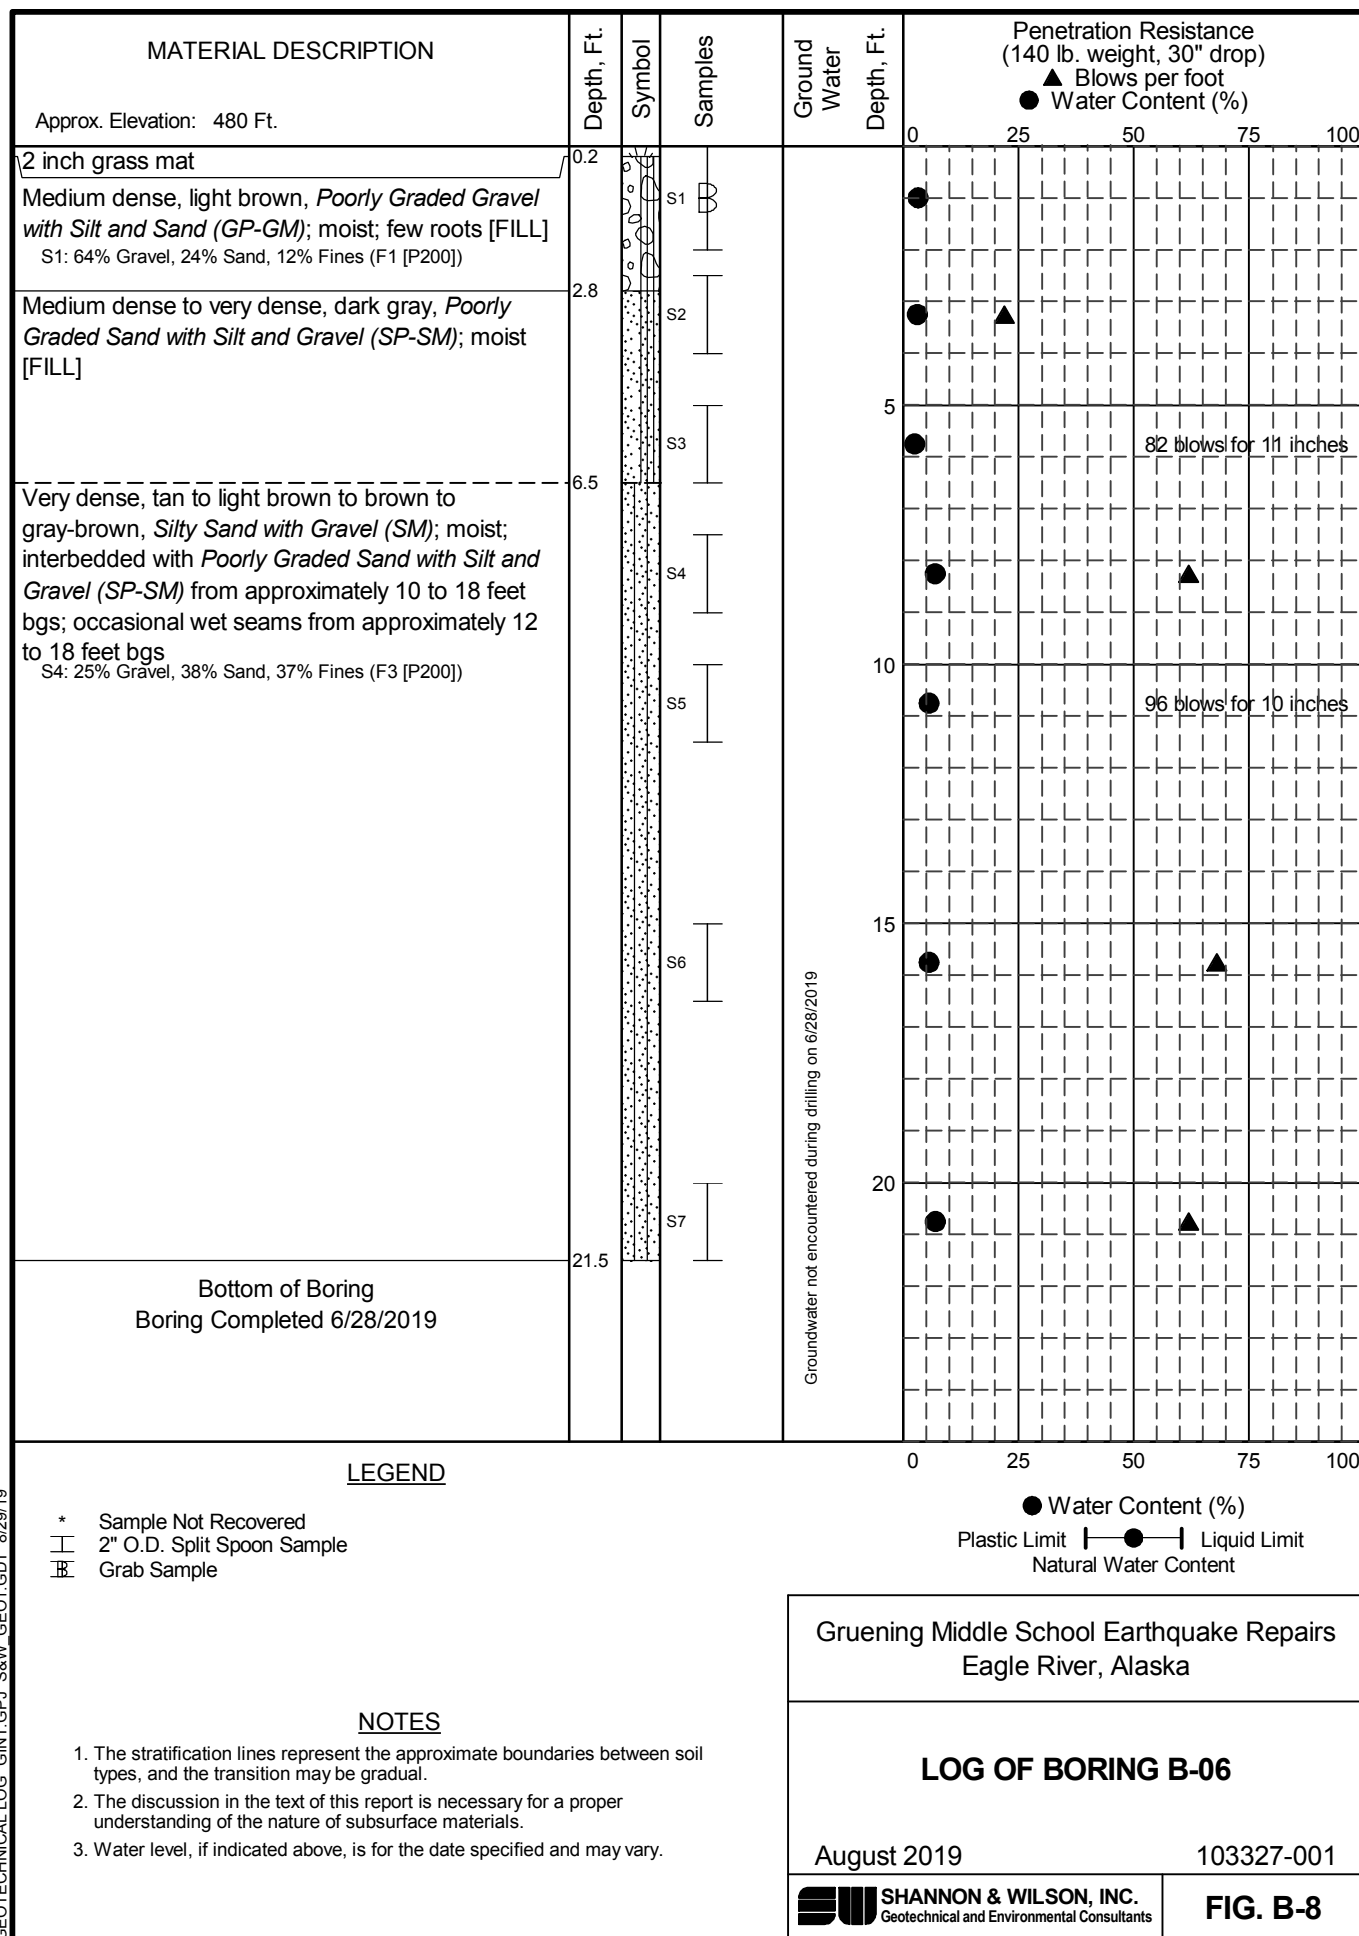 MATERIAL DESCRIPTION
Approx. Elevation: 480 Ft.
Depth, Ft.
Symbol
Samples
Ground
Water
Depth, Ft.
Penetration Resistance
(140 lb. weight, 30" drop)
▲ Blows per foot
● Water Content (%)
0 25 50 75 100
2 inch grass mat
0.2
Medium dense, light brown, Poorly Graded Gravel
with Silt and Sand (GP-GM); moist; few roots [FILL]
S1: 64% Gravel, 24% Sand, 12% Fines (F1 [P200])
S1
2.8
Medium dense to very dense, dark gray, Poorly
Graded Sand with Silt and Gravel (SP-SM); moist
[FILL]
S2
5
S3
82 blows for 11 inches
6.5
Very dense, tan to light brown to brown to
gray-brown, Silty Sand with Gravel (SM); moist;
interbedded with Poorly Graded Sand with Silt and
Gravel (SP-SM) from approximately 10 to 18 feet
bgs; occasional wet seams from approximately 12
to 18 feet bgs
S4: 25% Gravel, 38% Sand, 37% Fines (F3 [P200])
S4
10
S5
96 blows for 10 inches
15
S6
Groundwater not encountered during drilling on 6/28/2019
20
S7
21.5
Bottom of Boring
Boring Completed 6/28/2019
0 25 50 75 100
LEGEND
* Sample Not Recovered
2" O.D. Split Spoon Sample
Grab Sample
● Water Content (%)
Plastic Limit Liquid Limit
Natural Water Content
NOTES
1. The stratification lines represent the approximate boundaries between soil
types, and the transition may be gradual.
2. The discussion in the text of this report is necessary for a proper
understanding of the nature of subsurface materials.
3. Water level, if indicated above, is for the date specified and may vary.
Gruening Middle School Earthquake Repairs
Eagle River, Alaska
LOG OF BORING B-06
August 2019 103327-001
SHANNON & WILSON, INC.
Geotechnical and Environmental Consultants
FIG. B-8
GEOTECHNICAL LOG GINT.GPJ S&W_GEOT.GDT 8/29/19